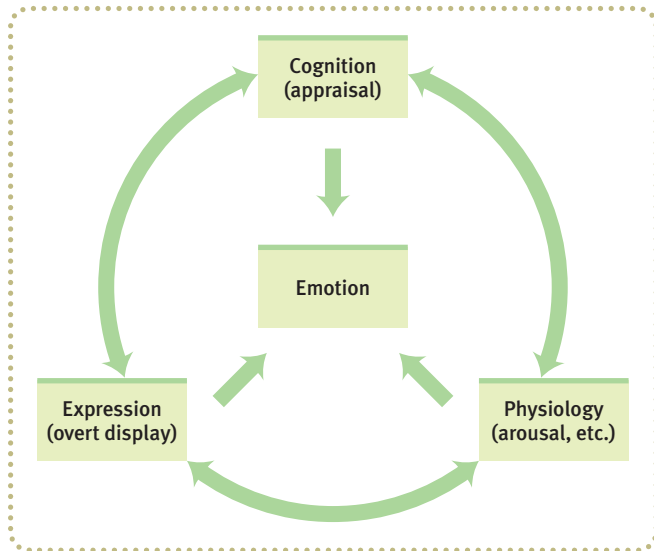 Cognition
(appraisal)
Emotion
Expression
(overt display)
Physiology
(arousal, etc.)